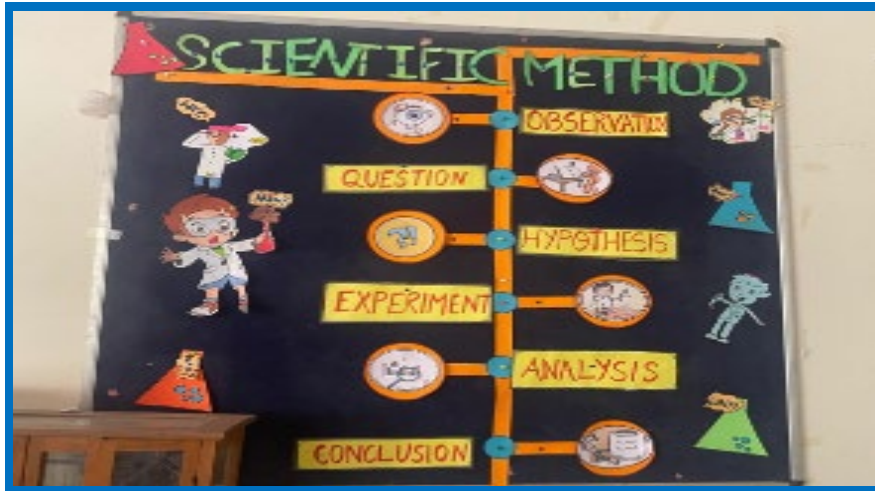 SCIENTIFIC METHOD
OBSERVATION
QUESTION
HYPOTHESIS
EXPERIMENT
ANALYSIS
CONCLUSION